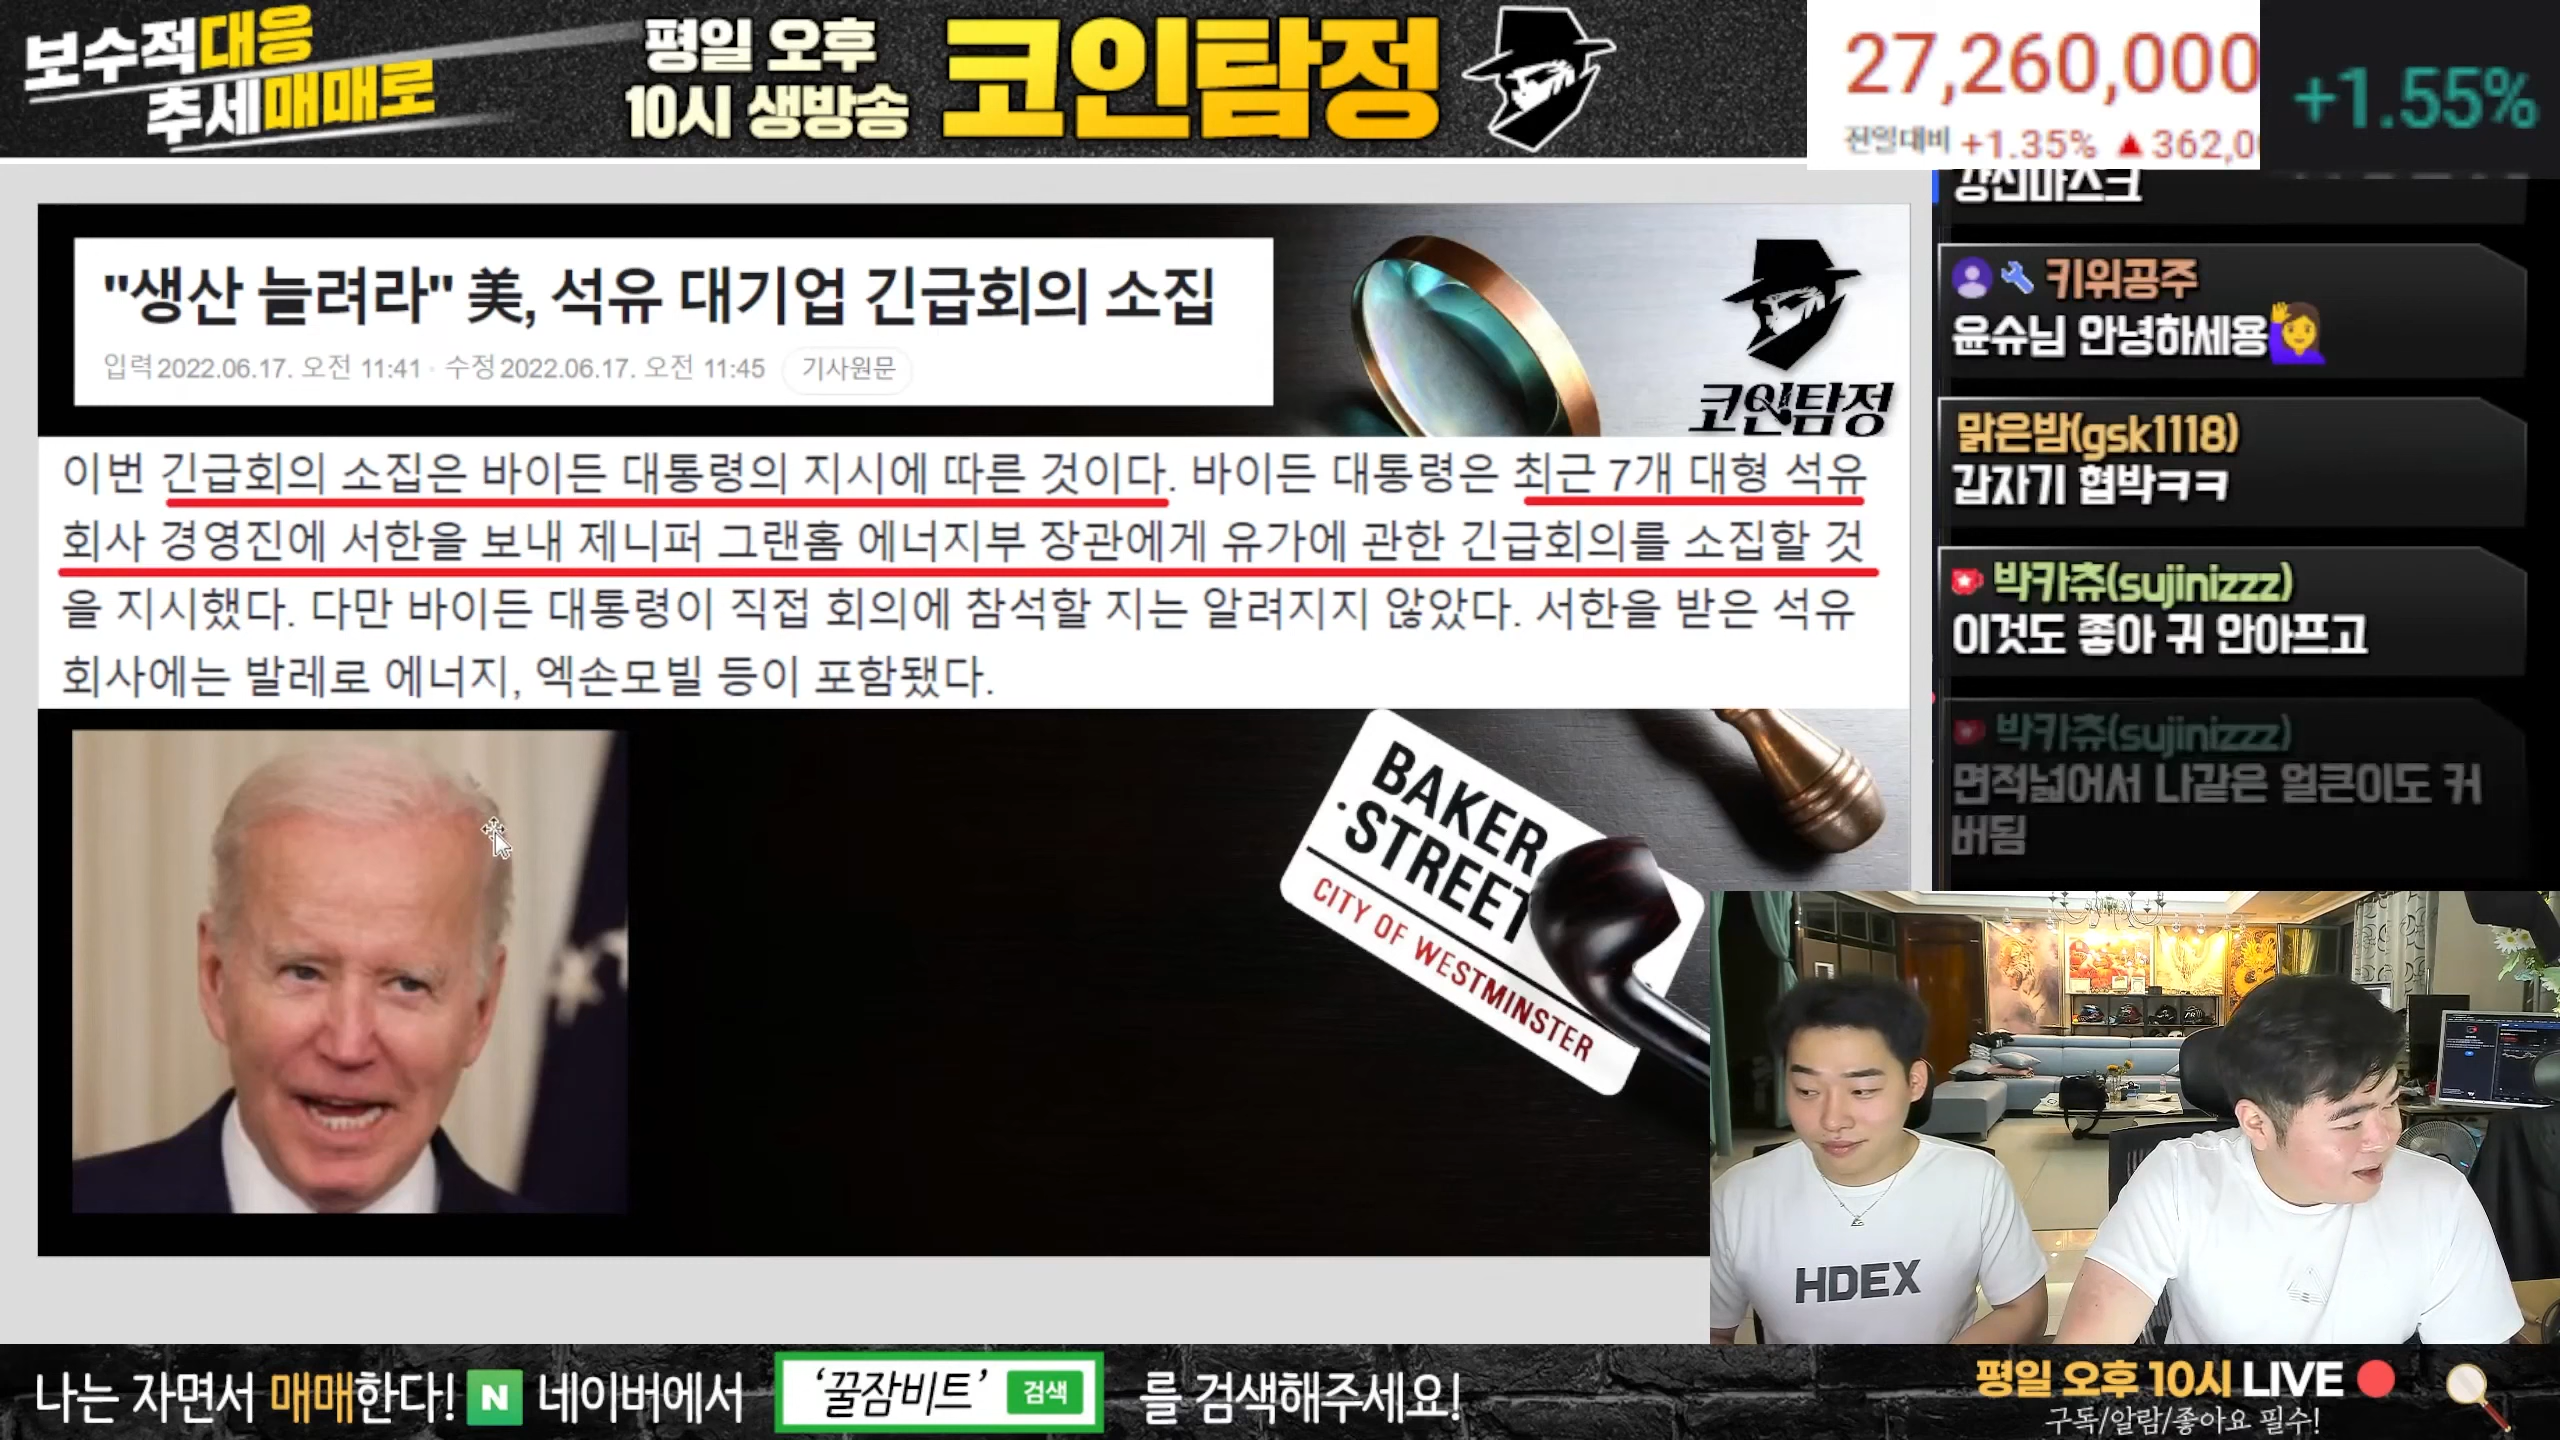 보수적대응
추세매매로
평일 오후
10시 생방송
코인탐정
27,260,000
전일대비 +1.35% ▲362,0
+1.55%
"생산 늘려라" 美, 석유 대기업 긴급회의 소집
입력 2022.06.17. 오전 11:41 · 수정 2022.06.17. 오전 11:45 기사원문
코인탐정
이번 긴급회의 소집은 바이든 대통령의 지시에 따른 것이다. 바이든 대통령은 최근 7개 대형 석유
회사 경영진에 서한을 보내 제니퍼 그랜홈 에너지부 장관에게 유가에 관한 긴급회의를 소집할 것
을 지시했다. 다만 바이든 대통령이 직접 회의에 참석할 지는 알려지지 않았다. 서한을 받은 석유
회사에는 발레로 에너지, 엑손모빌 등이 포함됐다.
BAKER
STREET
CITY OF WESTMINSTER
키위공주
윤슈님 안녕하세용
맑은밤(gsk1118)
갑자기 협박ㅋㅋ
박카츄(sujinizzz)
이것도 좋아 귀 안아프고
박카츄(sujinizzz)
면적넓어서 나같은 얼큰이도 커
버됨
HDEX
나는 자면서 매매한다! N 네이버에서 '꿀잠비트' 검색 를 검색해주세요!
평일 오후 10시 LIVE
구독/알람/좋아요 필수!